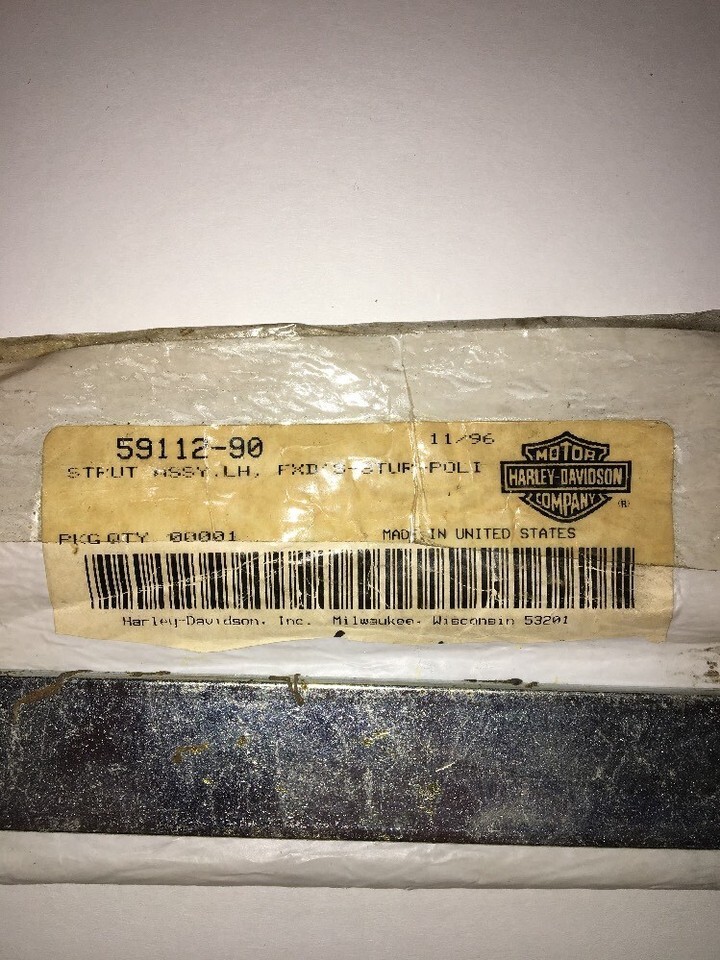 59112-90
11/96
STRUT ASSY,LH, FXD'S-STUR-POLI
MOTOR
HARLEY-DAVIDSON
COMPANY
(R)
PKG QTY 00001
MADE IN UNITED STATES
Harley-Davidson, Inc. Milwaukee, Wisconsin 53201